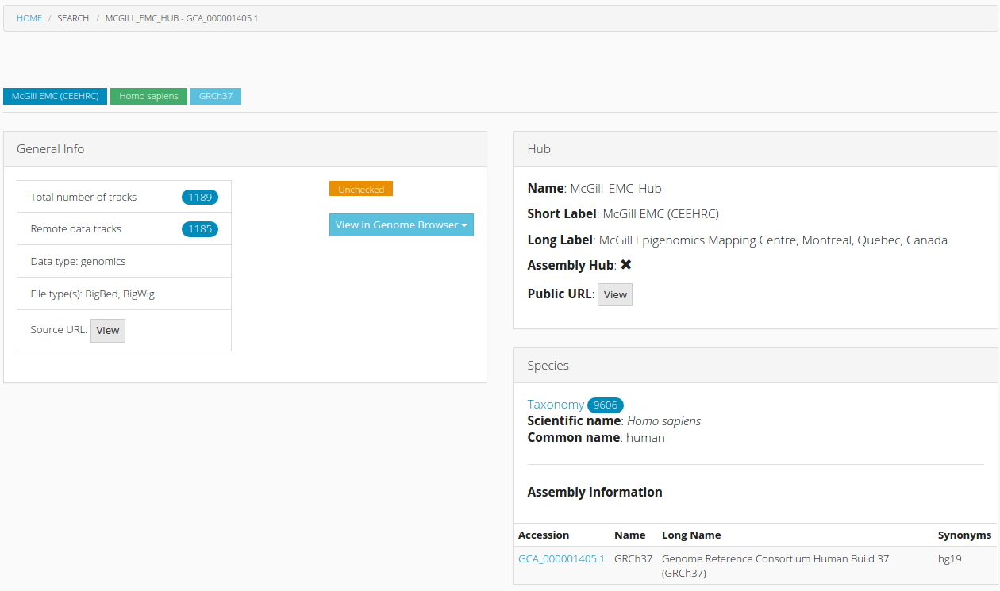 HOME / SEARCH / MCGILL_EMC_HUB - GCA_000001405.1
McGill EMC (CEEHRC) Homo sapiens GRCh37
General Info
Total number of tracks 1189
Remote data tracks 1185
Data type: genomics
File type(s): BigBed, BigWig
Source URL: View
Unchecked
View in Genome Browser
Hub
Name: McGill_EMC_Hub
Short Label: McGill EMC (CEEHRC)
Long Label: McGill Epigenomics Mapping Centre, Montreal, Quebec, Canada
Assembly Hub: ✖
Public URL: View
Species
Taxonomy 9606
Scientific name: Homo sapiens
Common name: human
Assembly Information
Accession Name Long Name Synonyms
GCA_000001405.1 GRCh37 Genome Reference Consortium Human Build 37 hg19
(GRCh37)